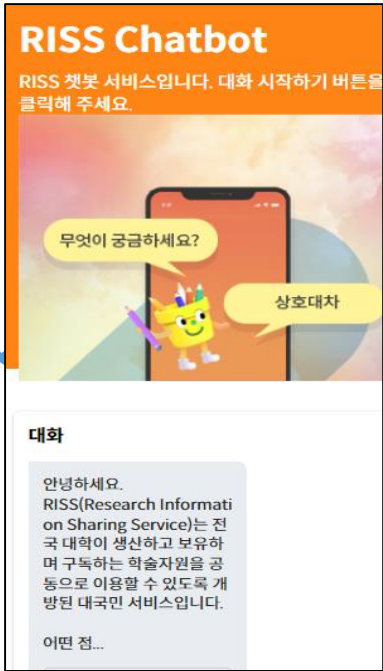 RISS Chatbot
RISS 챗봇 서비스입니다. 대화 시작하기 버튼을
클릭해 주세요.
무엇이 궁금하세요?
상호대차
대화
안녕하세요.
RISS(Research Informati
on Sharing Service)는 전
국 대학이 생산하고 보유하
며 구독하는 학술자원을 공
동으로 이용할 수 있도록 개
방된 대국민 서비스입니다.
어떤 점...